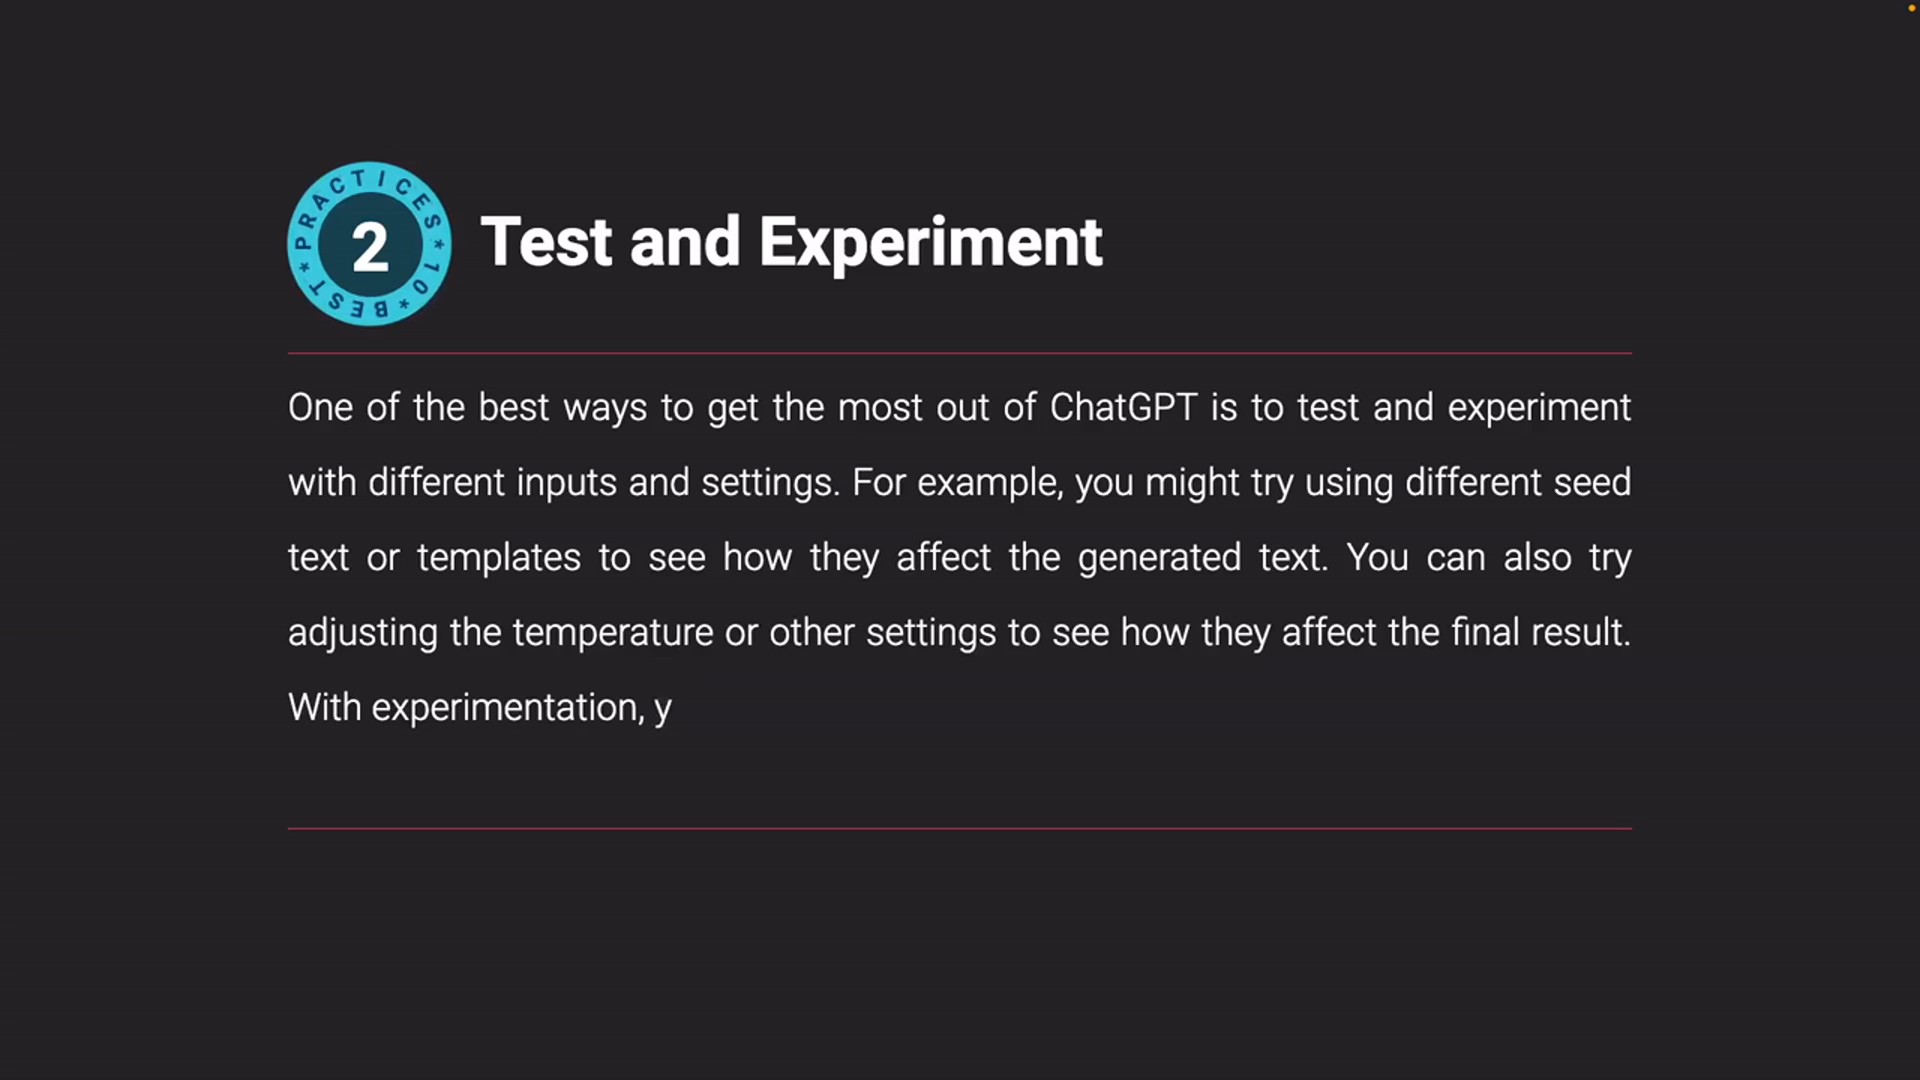 BEST * PRACTICES * 10 *
2
Test and Experiment
One of the best ways to get the most out of ChatGPT is to test and experiment
with different inputs and settings. For example, you might try using different seed
text or templates to see how they affect the generated text. You can also try
adjusting the temperature or other settings to see how they affect the final result.
With experimentation, y